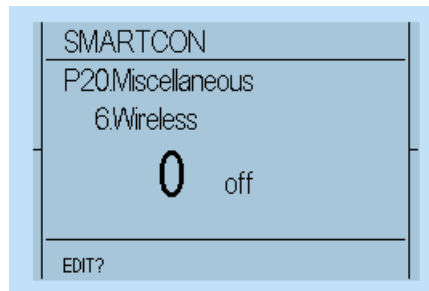 SMARTCON
P20.Miscellaneous
6.Wireless
0 off
EDIT?